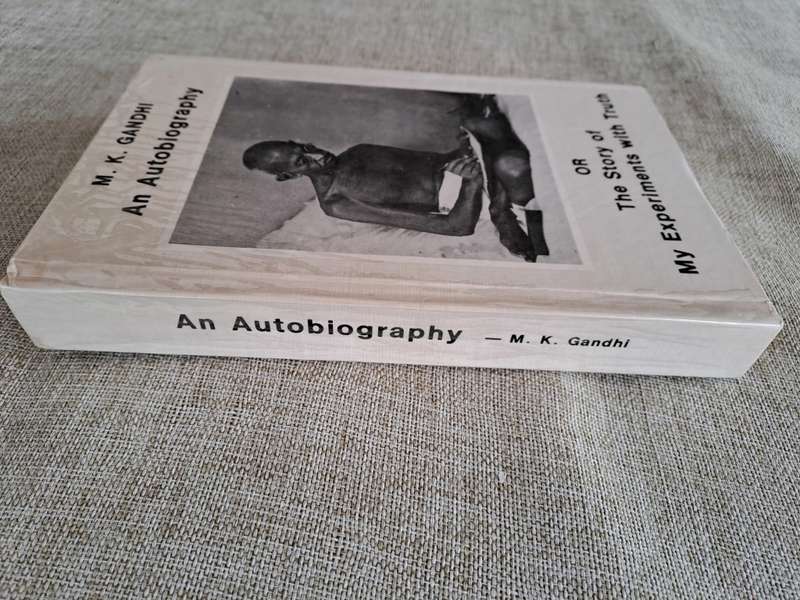 M. K. GANDHI
An Autobiography
OR
The Story of
My Experiments with Truth
An Autobiography — M. K. Gandhi